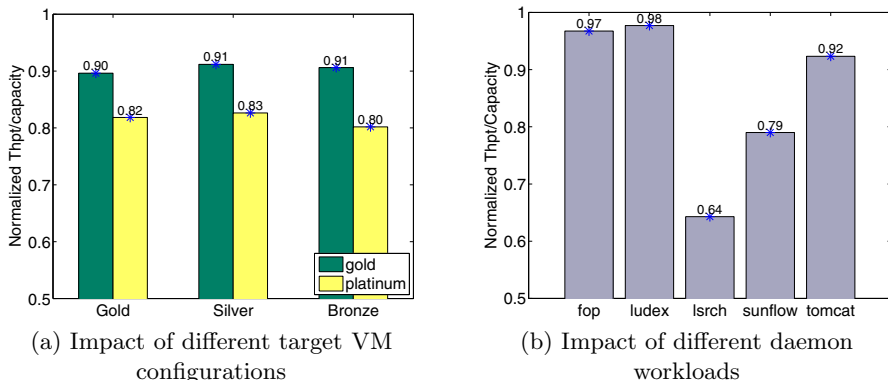 1
0.9
0.8
0.7
0.6
0.5
Normalized Thpt/capacity
0.90
0.82
0.91
0.83
0.91
0.80
gold
platinum
Gold Silver Bronze
(a) Impact of different target VM
configurations
1
0.9
0.8
0.7
0.6
0.5
Normalized Thpt/Capacity
0.97
0.98
0.64
0.79
0.92
fop ludex lsrch sunflow tomcat
(b) Impact of different daemon
workloads